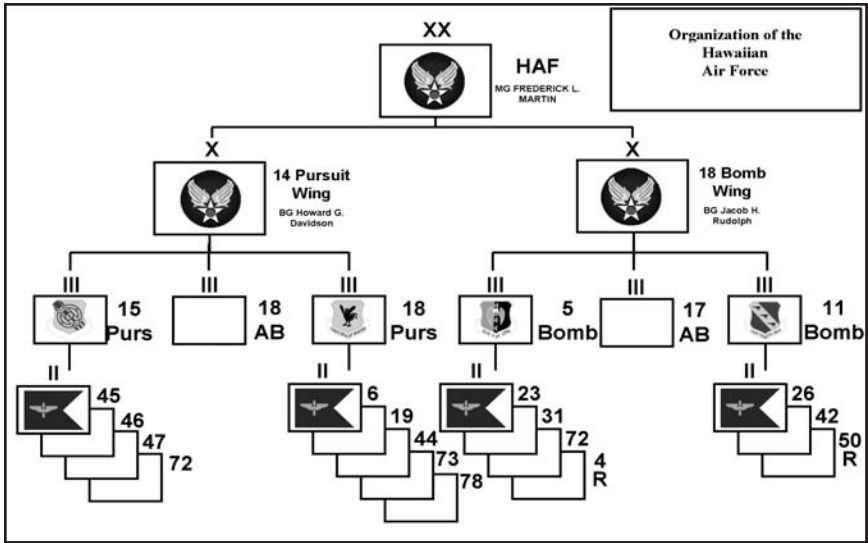 XX
Organization of the
Hawaiian
Air Force
HAF
MG FREDERICK L.
MARTIN
X
14 Pursuit
Wing
BG Howard G.
Davidson
X
18 Bomb
Wing
BG Jacob H.
Rudolph
III
15
Purs
III
18
AB
III
18
Purs
III
5
Bomb
III
17
AB
III
11
Bomb
II
45
46
47
72
II
6
19
44
73
78
II
23
31
72
4
R
II
26
42
50
R